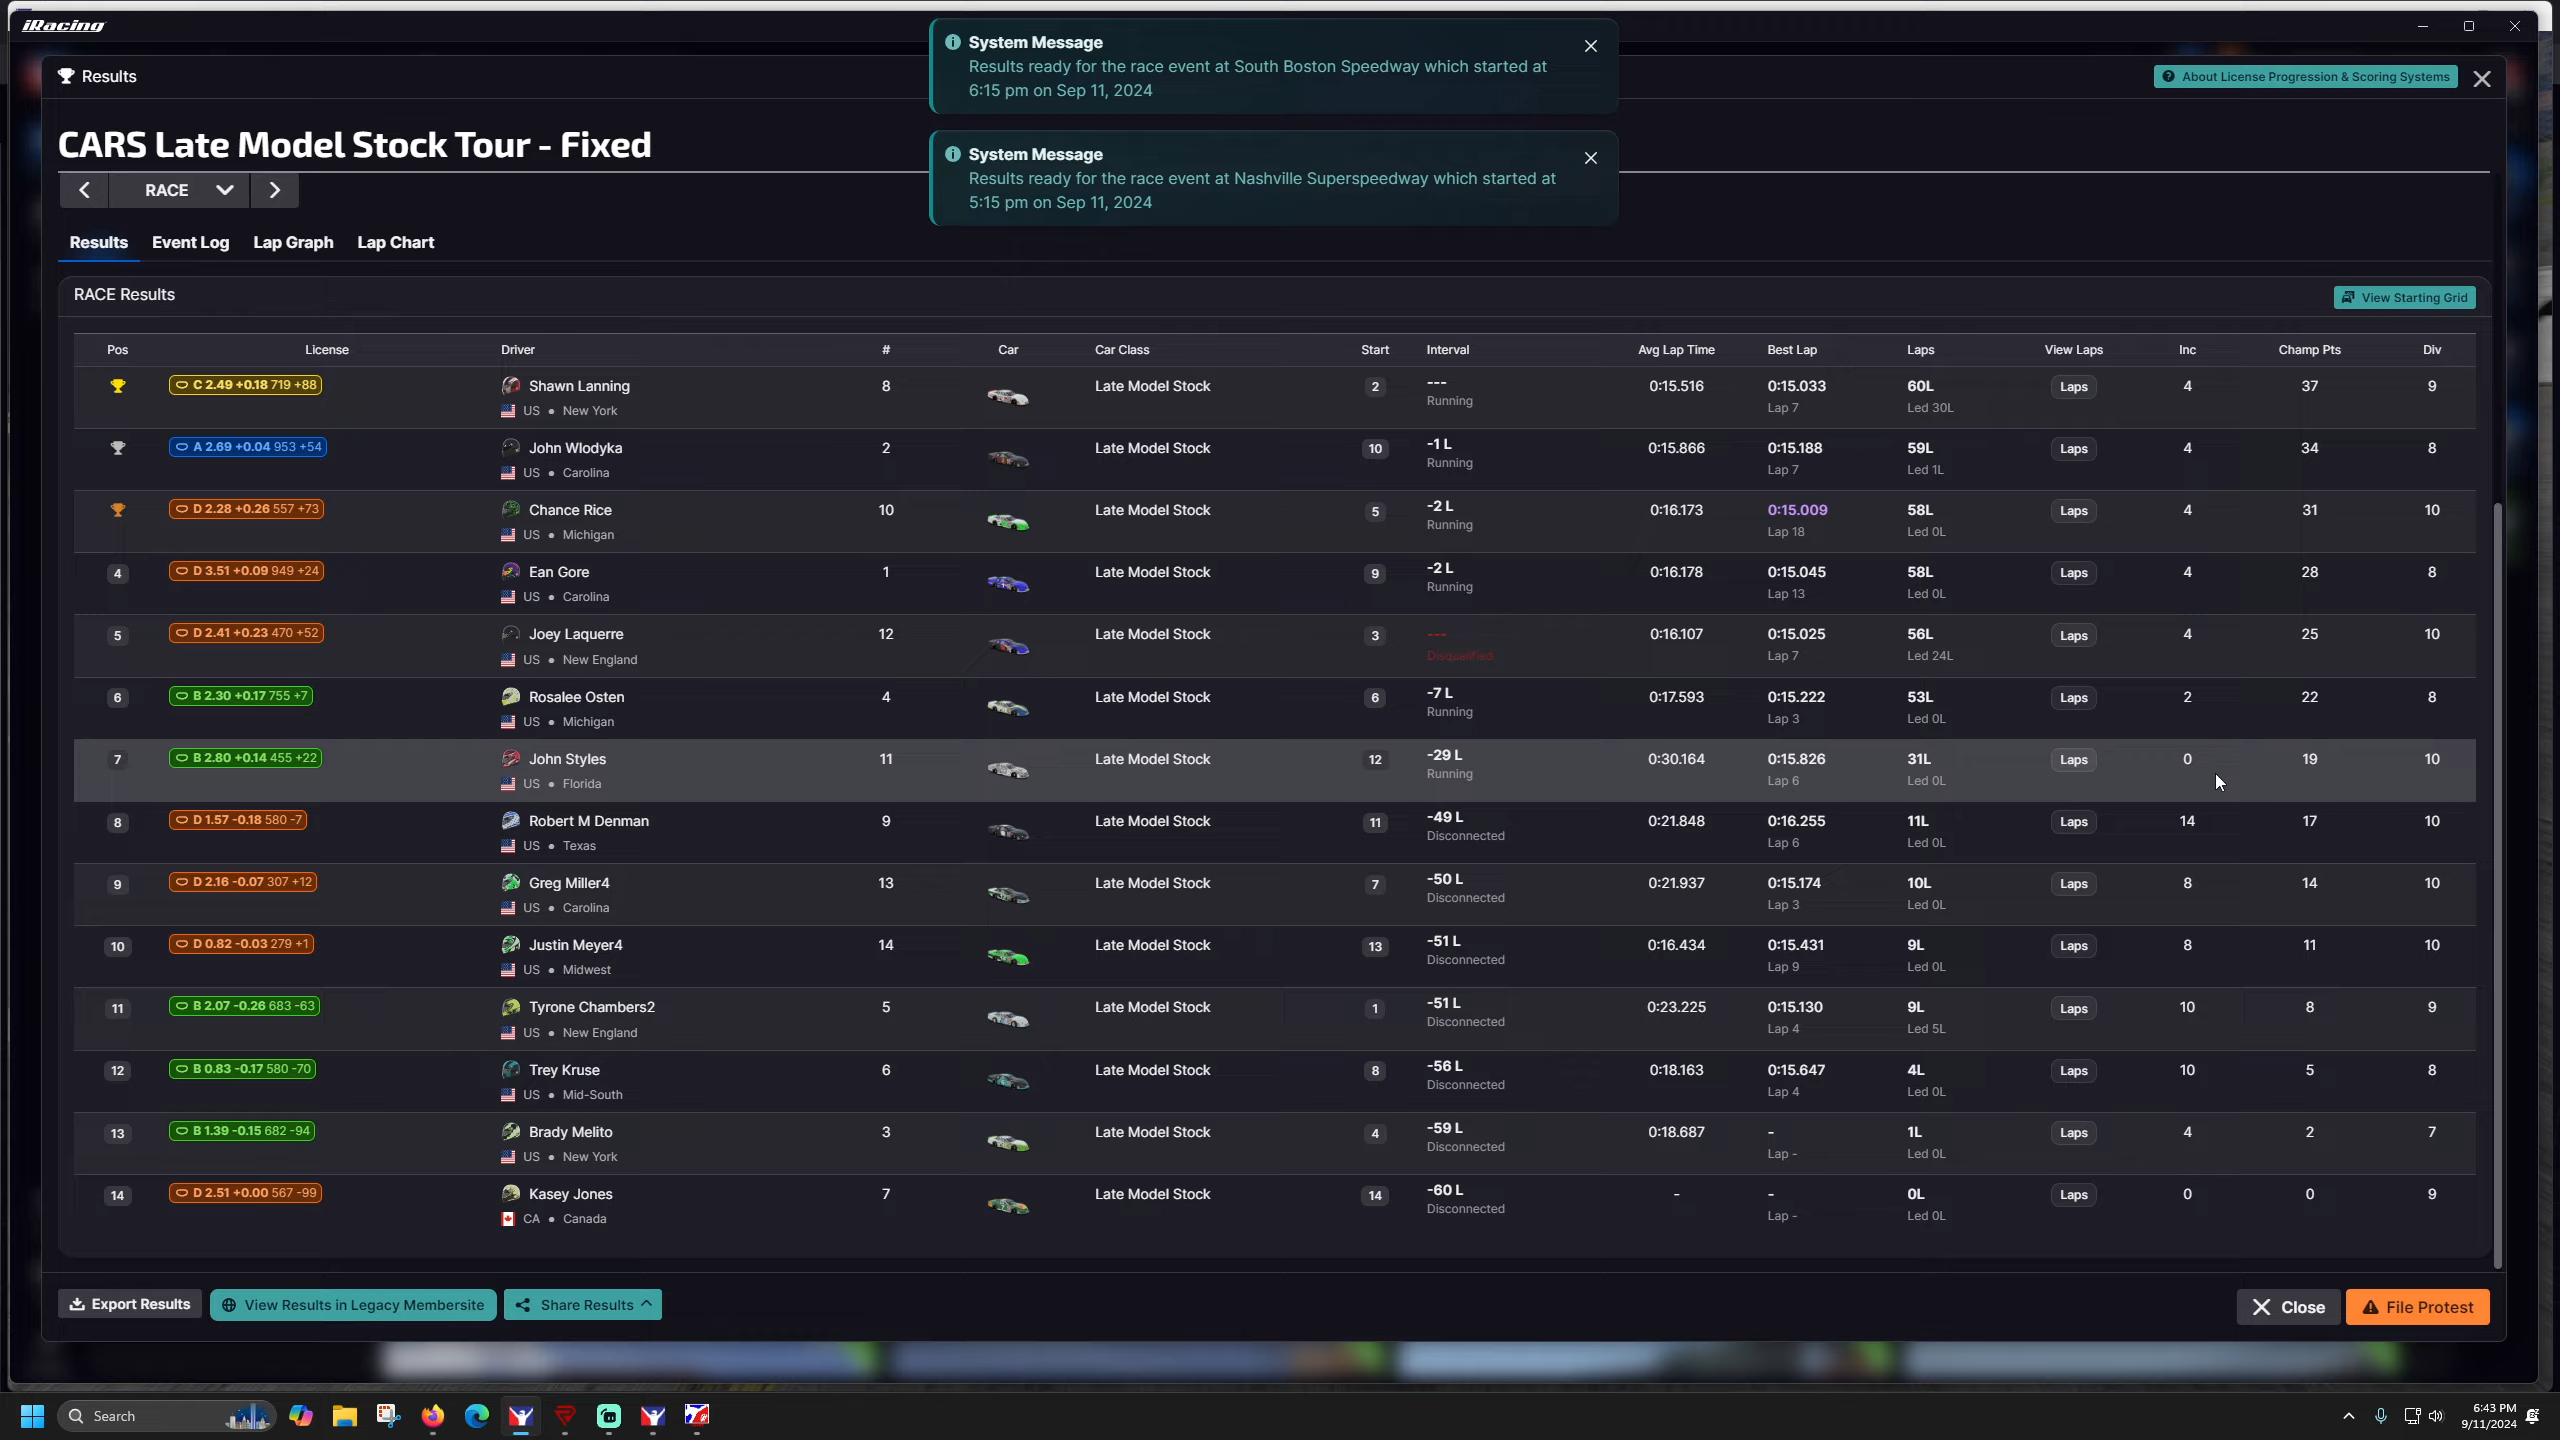 iRacing
System Message
Results ready for the race event at South Boston Speedway which started at
6:15 pm on Sep 11, 2024
Results
About License Progression & Scoring Systems
CARS Late Model Stock Tour - Fixed
System Message
Results ready for the race event at Nashville Superspeedway which started at
5:15 pm on Sep 11, 2024
RACE
Results Event Log Lap Graph Lap Chart
RACE Results
View Starting Grid
Pos License Driver # Car Car Class Start Interval Avg Lap Time Best Lap Laps View Laps Inc Champ Pts Div
C 2.49 +0.18 719 +88 Shawn Lanning 8 Late Model Stock 2 --- 0:15.516 0:15.033 60L Laps 4 37 9
US • New York Running Lap 7 Led 30L
A 2.69 +0.04 953 +54 John Wlodyka 2 Late Model Stock 10 -1 L 0:15.866 0:15.188 59L Laps 4 34 8
US • Carolina Running Lap 7 Led 1L
D 2.28 +0.26 557 +73 Chance Rice 10 Late Model Stock 5 -2 L 0:16.173 0:15.009 58L Laps 4 31 10
US • Michigan Running Lap 18 Led 0L
4 D 3.51 +0.09 949 +24 Ean Gore 1 Late Model Stock 9 -2 L 0:16.178 0:15.045 58L Laps 4 28 8
US • Carolina Running Lap 13 Led 0L
5 D 2.41 +0.23 470 +52 Joey Laquerre 12 Late Model Stock 3 --- 0:16.107 0:15.025 56L Laps 4 25 10
US • New England Disqualified Lap 7 Led 24L
6 B 2.30 +0.17 755 +7 Rosalee Osten 4 Late Model Stock 6 -7 L 0:17.593 0:15.222 53L Laps 2 22 8
US • Michigan Running Lap 3 Led 0L
7 B 2.80 +0.14 455 +22 John Styles 11 Late Model Stock 12 -29 L 0:30.164 0:15.826 31L Laps 0 19 10
US • Florida Running Lap 6 Led 0L
8 D 1.57 -0.18 580 -7 Robert M Denman 9 Late Model Stock 11 -49 L 0:21.848 0:16.255 11L Laps 14 17 10
US • Texas Disconnected Lap 6 Led 0L
9 D 2.16 -0.07 307 +12 Greg Miller4 13 Late Model Stock 7 -50 L 0:21.937 0:15.174 10L Laps 8 14 10
US • Carolina Disconnected Lap 3 Led 0L
10 D 0.82 -0.03 279 +1 Justin Meyer4 14 Late Model Stock 13 -51 L 0:16.434 0:15.431 9L Laps 8 11 10
US • Midwest Disconnected Lap 9 Led 0L
11 B 2.07 -0.26 683 -63 Tyrone Chambers2 5 Late Model Stock 1 -51 L 0:23.225 0:15.130 9L Laps 10 8 9
US • New England Disconnected Lap 4 Led 5L
12 B 0.83 -0.17 580 -70 Trey Kruse 6 Late Model Stock 8 -56 L 0:18.163 0:15.647 4L Laps 10 5 8
US • Mid-South Disconnected Lap 4 Led 0L
13 B 1.39 -0.15 682 -94 Brady Melito 3 Late Model Stock 4 -59 L 0:18.687 - 1L Laps 4 2 7
US • New York Disconnected Lap - Led 0L
14 D 2.51 +0.00 567 -99 Kasey Jones 7 Late Model Stock 14 -60 L - - 0L Laps 0 0 9
CA • Canada Disconnected Lap - Led 0L
Export Results View Results in Legacy Membersite Share Results Close File Protest
Search
6:43 PM
9/11/2024